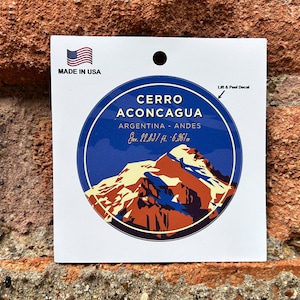 MADE IN USA
Lift & Peel Decal
CERRO
ACONCAGUA
ARGENTINA - ANDES